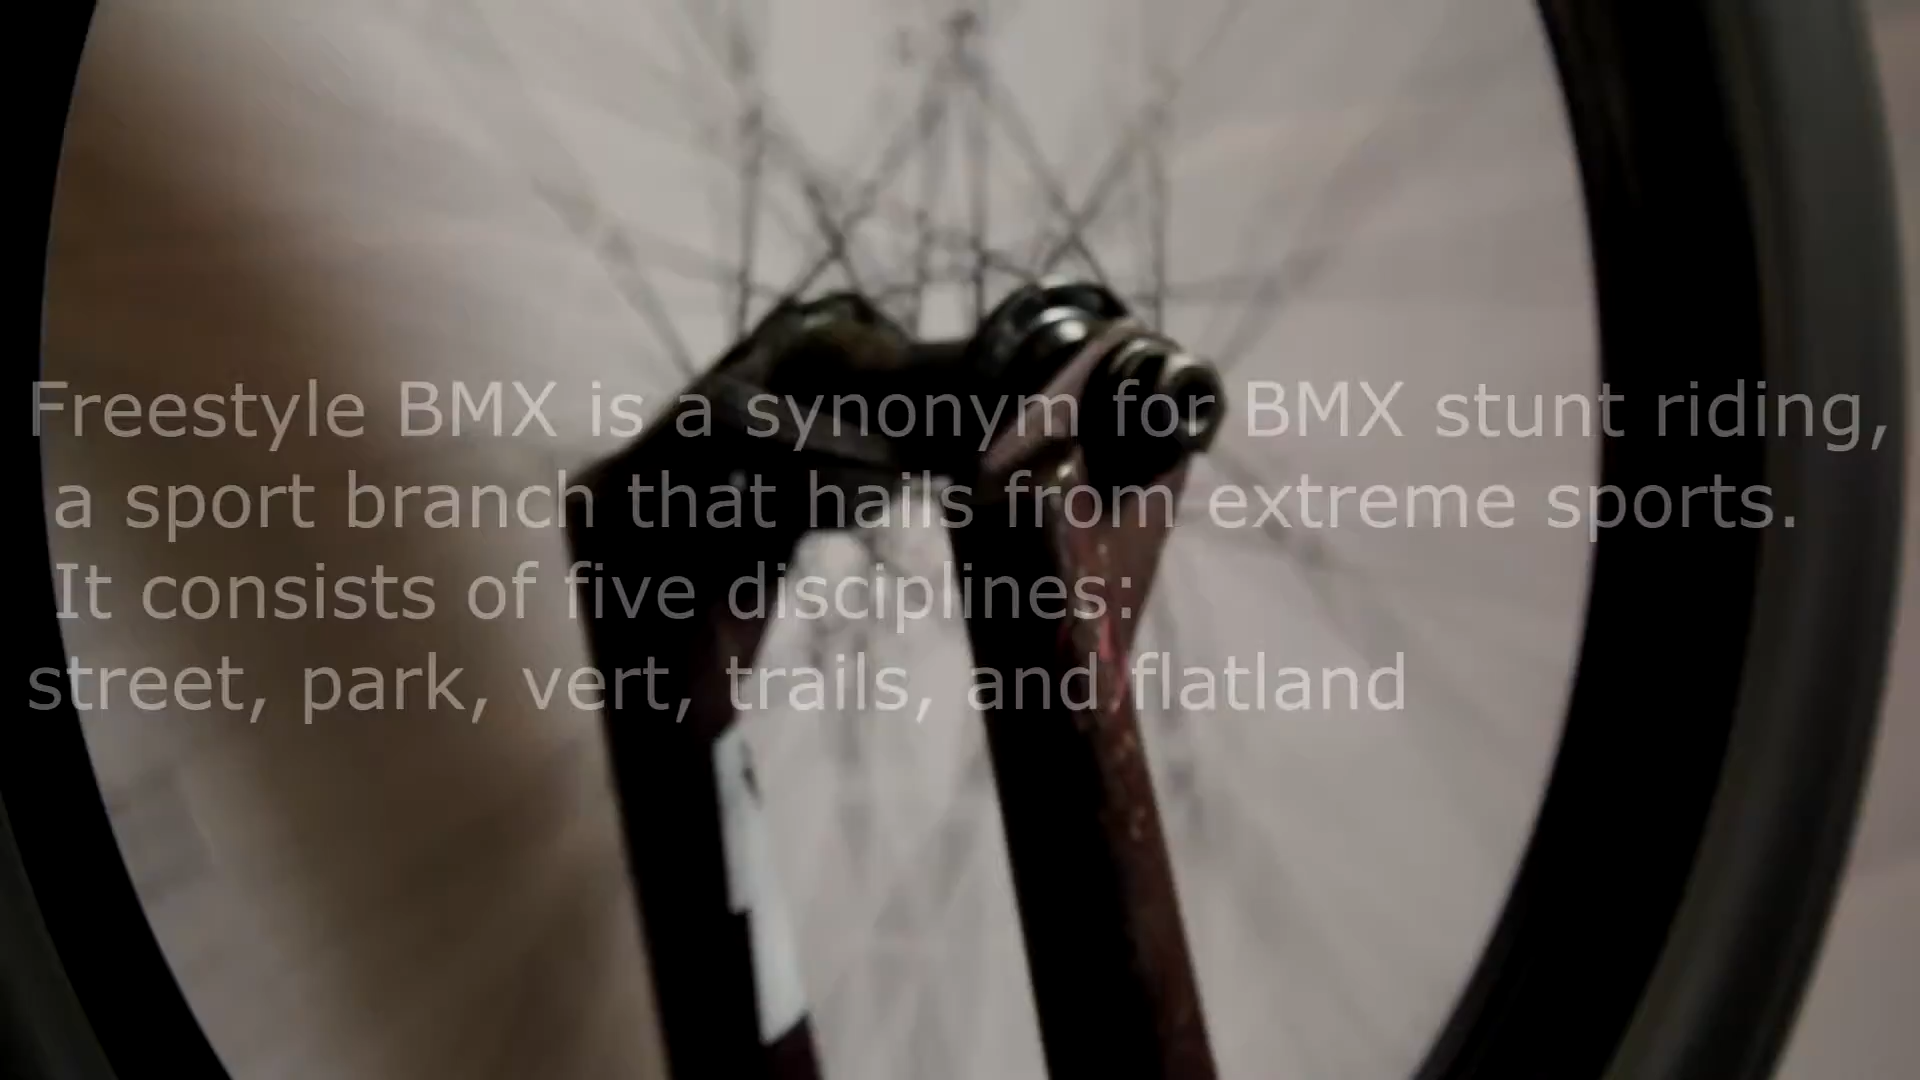 Freestyle BMX is a synonym for BMX stunt riding,
a sport branch that hails from extreme sports.
It consists of five disciplines:
street, park, vert, trails, and flatland